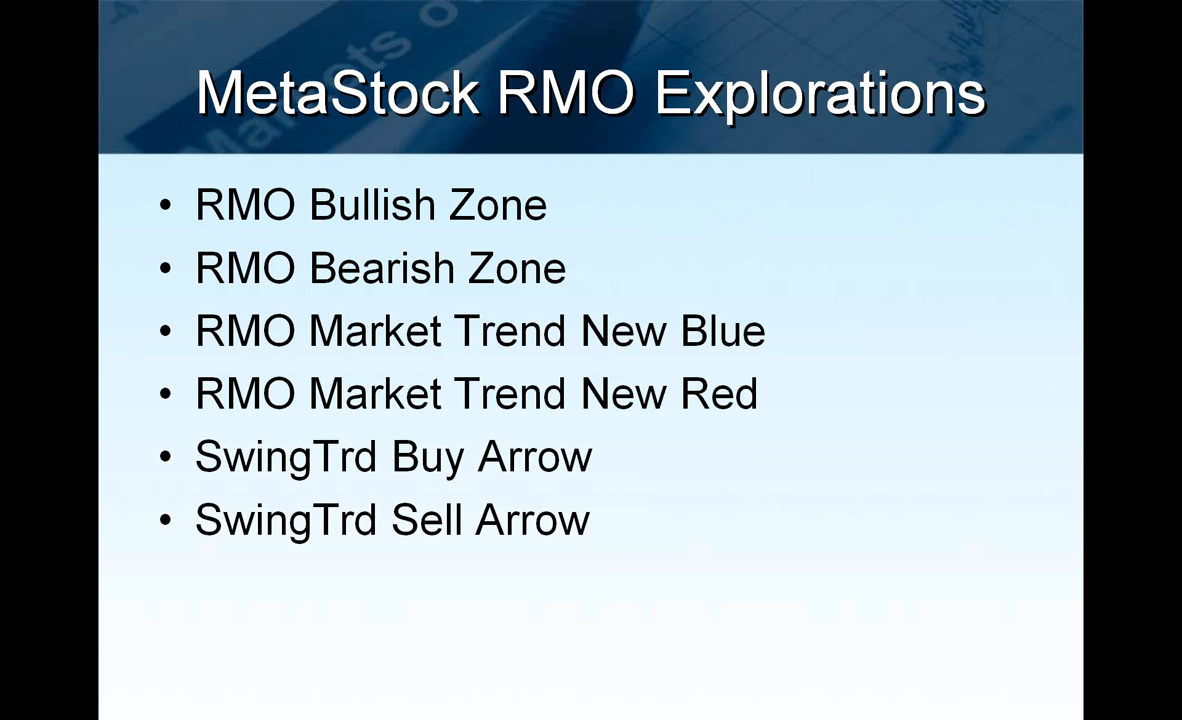 Markets
MetaStock RMO Explorations
• RMO Bullish Zone
• RMO Bearish Zone
• RMO Market Trend New Blue
• RMO Market Trend New Red
• SwingTrd Buy Arrow
• SwingTrd Sell Arrow